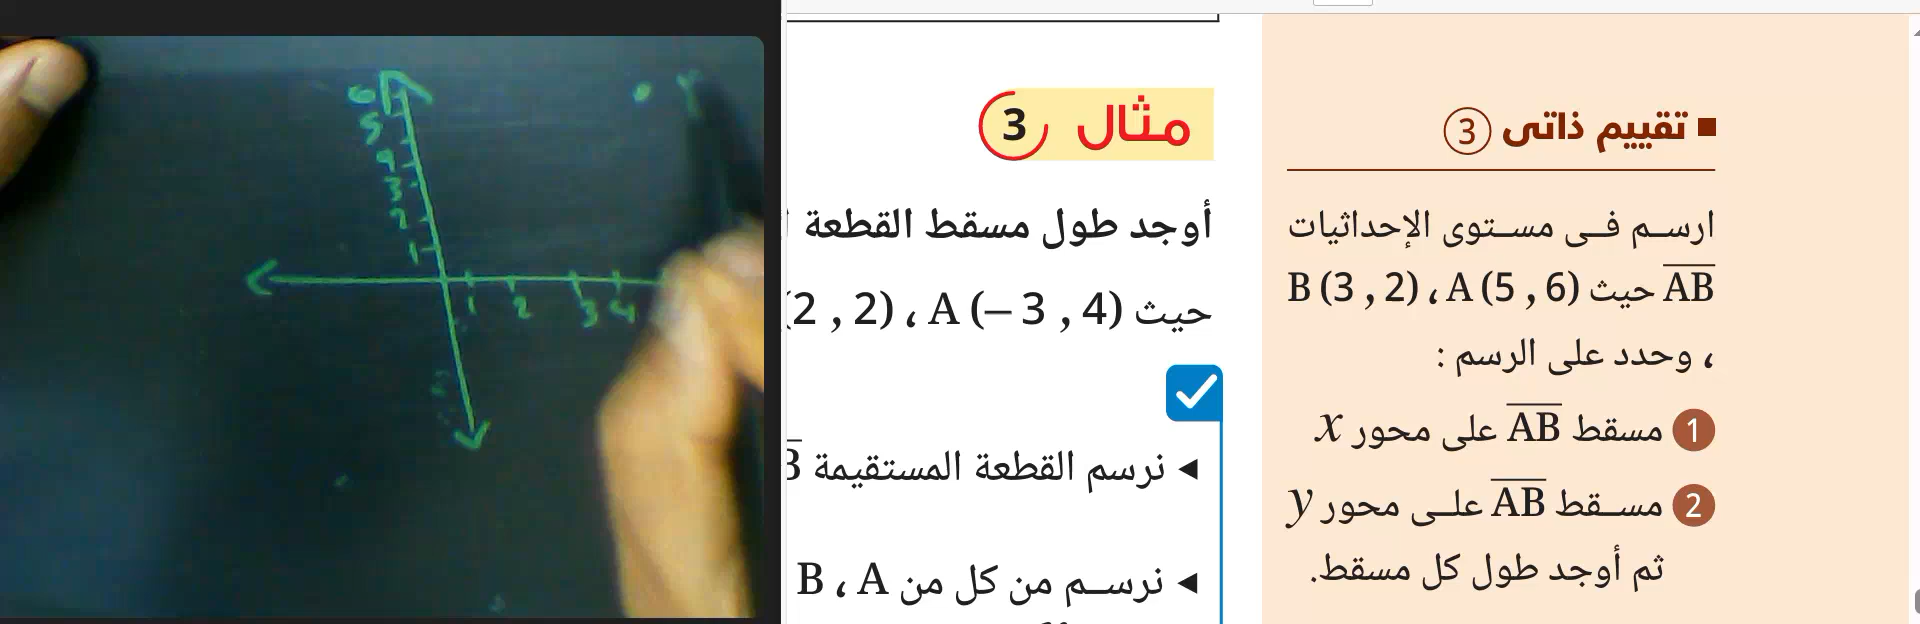 6
5
4
3
2
1
1 2 3 4
مثال 3
أوجد طول مسقط القطعة
حيث A (– 3 , 4) ، (2 , 2)
◀ نرسم القطعة المستقيمة B
◀ نرسم من كل من B ، A
■ تقييم ذاتى 3
ارسم فى مستوى الإحداثيات
AB حيث A (5 , 6) ، B (3 , 2)
، وحدد على الرسم :
1 مسقط AB على محور x
2 مسقط AB على محور y
ثم أوجد طول كل مسقط.